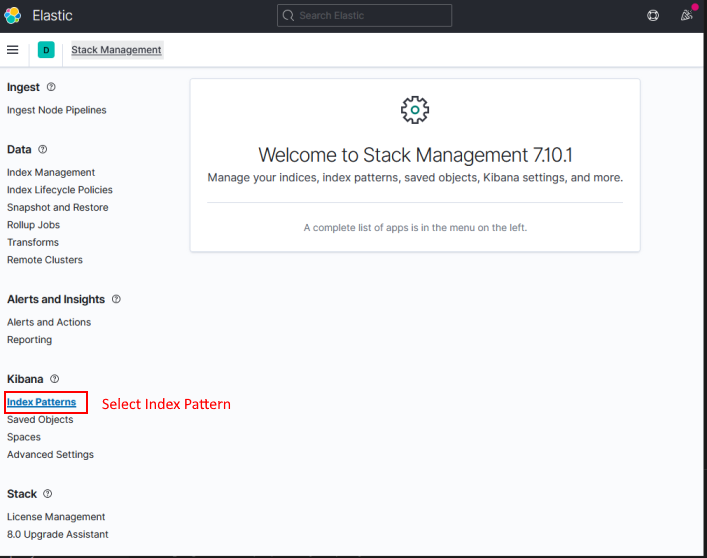 Elastic
Search Elastic
D
Stack Management
Ingest
Ingest Node Pipelines
Data
Index Management
Index Lifecycle Policies
Snapshot and Restore
Rollup Jobs
Transforms
Remote Clusters
Alerts and Insights
Alerts and Actions
Reporting
Kibana
Index Patterns
Select Index Pattern
Saved Objects
Spaces
Advanced Settings
Stack
License Management
8.0 Upgrade Assistant
Welcome to Stack Management 7.10.1
Manage your indices, index patterns, saved objects, Kibana settings, and more.
A complete list of apps is in the menu on the left.